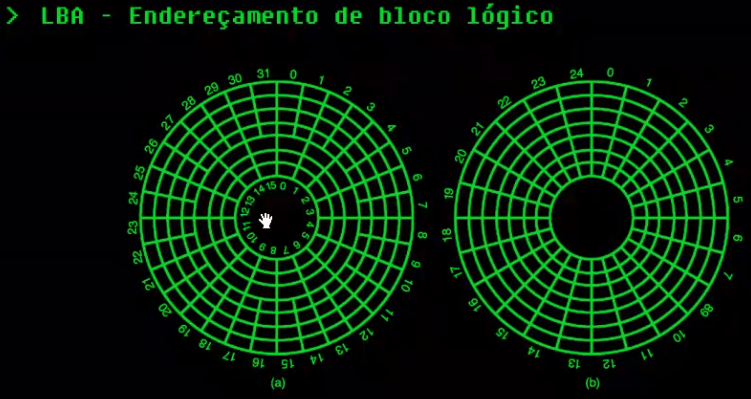 > LBA - Endereçamento de bloco lógico
0 1 2 3 4 5 6 7 8 9 10 11 12 13 14 15 16 17 18 19 20 21 22 23 24 25 26 27 28 29 30 31
0 1 2 3 4 5 6 7 8 9 10 11 12 13 14 15
(a)
0 1 2 3 4 5 6 7 8 9 10 11 12 13 14 15 16 17 18 19 20 21 22 23 24
(b)